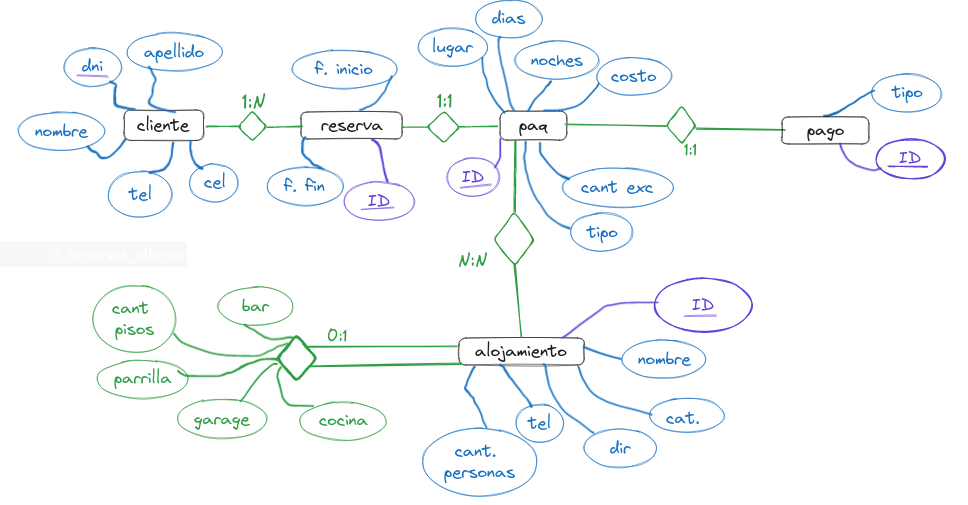 dias
lugar
apellido
noches
dni
f. inicio
costo
tipo
1:N
1:1
nombre
cliente
reserva
paq
pago
1:1
ID
ID
cel
f. fin
cant exc
tel
ID
tipo
Reservas_idReser
N:N
cant
pisos
bar
ID
0:1
alojamiento
nombre
parrilla
garage
cocina
tel
cat.
dir
cant.
personas